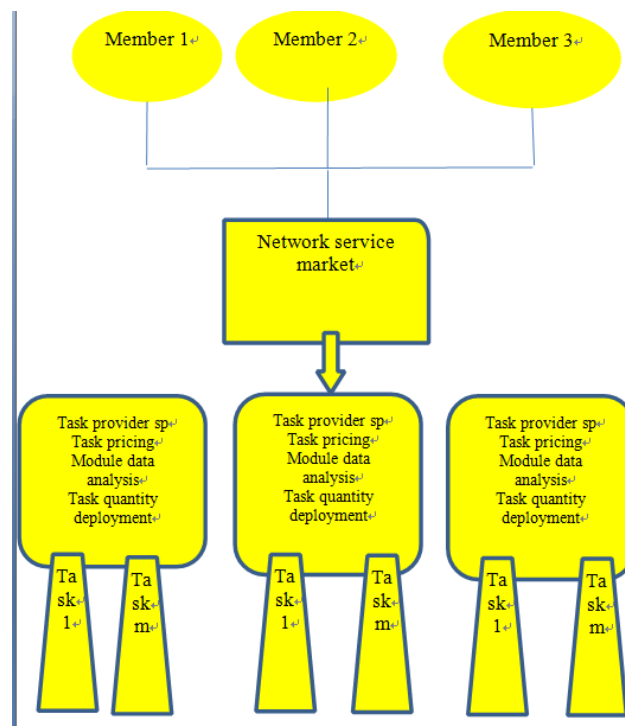 Member 1
Member 2
Member 3
Network service
market
Task provider sp
Task pricing
Module data
analysis
Task quantity
deployment
Task provider sp
Task pricing
Module data
analysis
Task quantity
deployment
Task provider sp
Task pricing
Module data
analysis
Task quantity
deployment
Ta
sk
1
Ta
sk
m
Ta
sk
1
Ta
sk
m
Ta
sk
1
Ta
sk
m